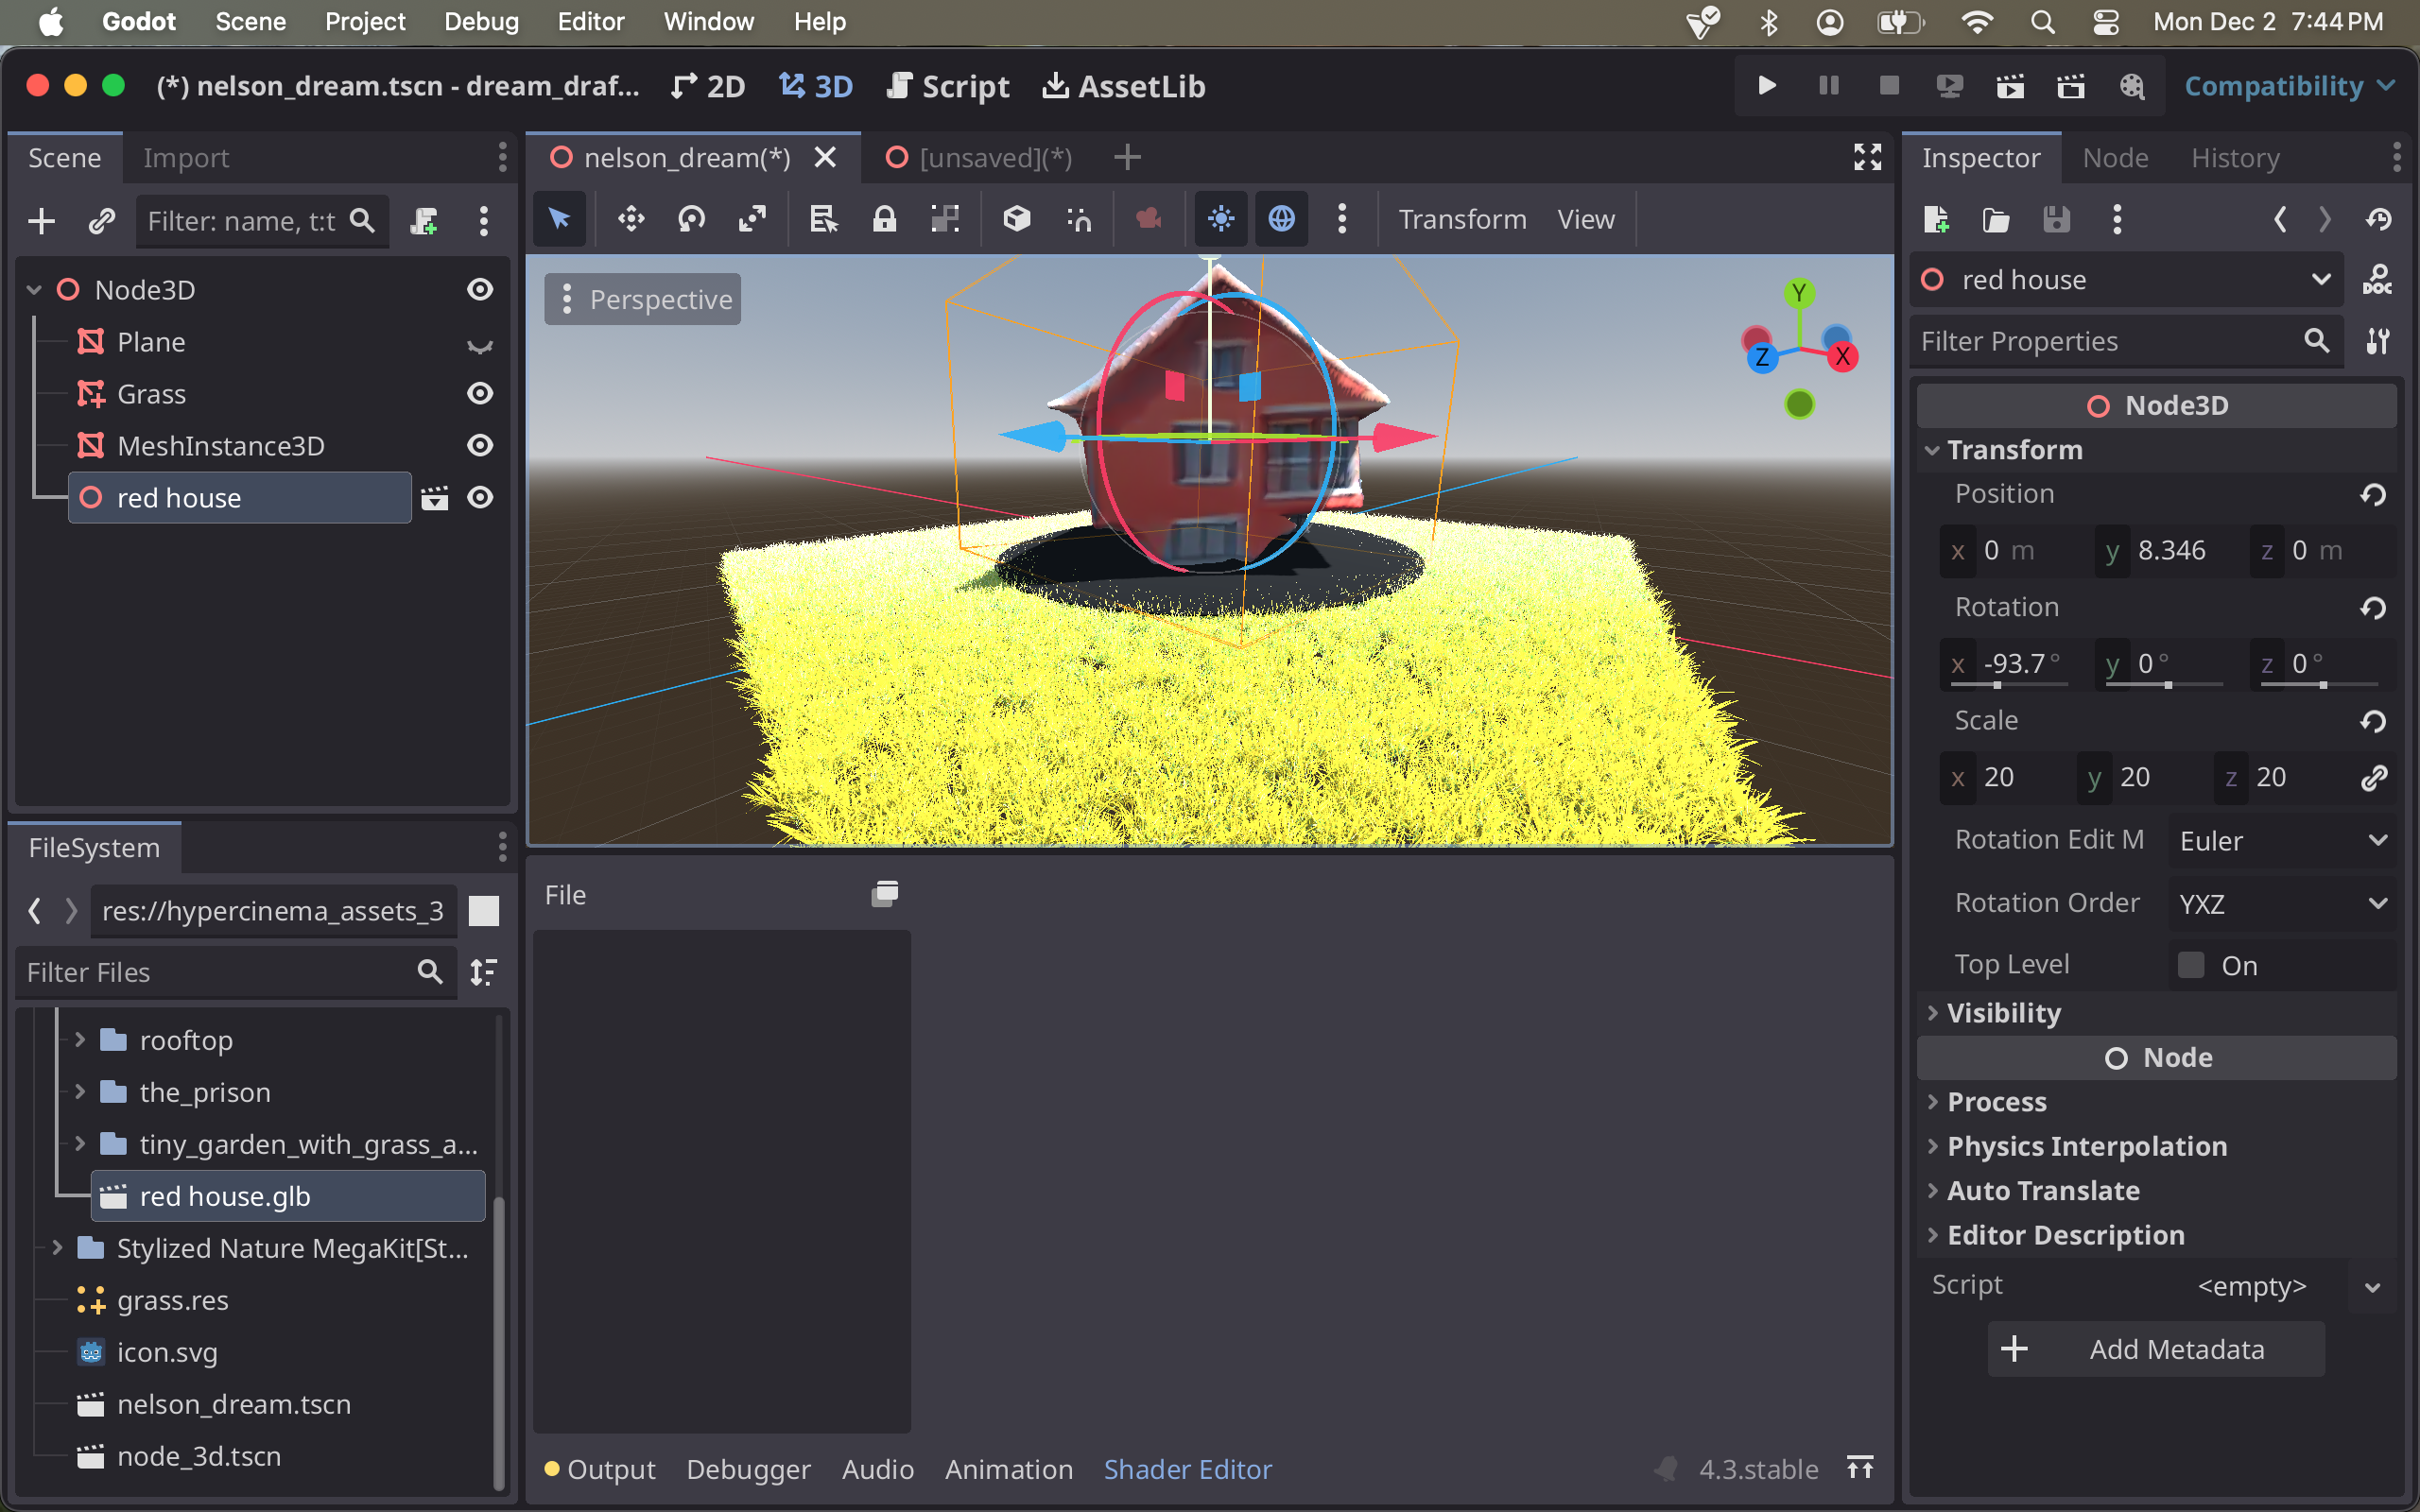 Godot Scene Project Debug Editor Window Help Mon Dec 2 7:44 PM
(*) nelson_dream.tscn - dream_draf... 2D 3D Script AssetLib Compatibility
Scene Import
Filter: name, t:t
Node3D
Plane
Grass
MeshInstance3D
red house
FileSystem
res://hypercinema_assets_3
Filter Files
rooftop
the_prison
tiny_garden_with_grass_a...
red house.glb
Stylized Nature MegaKit[St...
grass.res
icon.svg
nelson_dream.tscn
node_3d.tscn
nelson_dream(*) [unsaved](*)
Transform View
Perspective
Y
Z X
File
Output Debugger Audio Animation Shader Editor 4.3.stable
Inspector Node History
red house
DOC
Filter Properties
Node3D
Transform
Position
x 0 m y 8.346 z 0 m
Rotation
x -93.7° y 0° z 0°
Scale
x 20 y 20 z 20
Rotation Edit M Euler
Rotation Order YXZ
Top Level On
Visibility
Node
Process
Physics Interpolation
Auto Translate
Editor Description
Script <empty>
Add Metadata